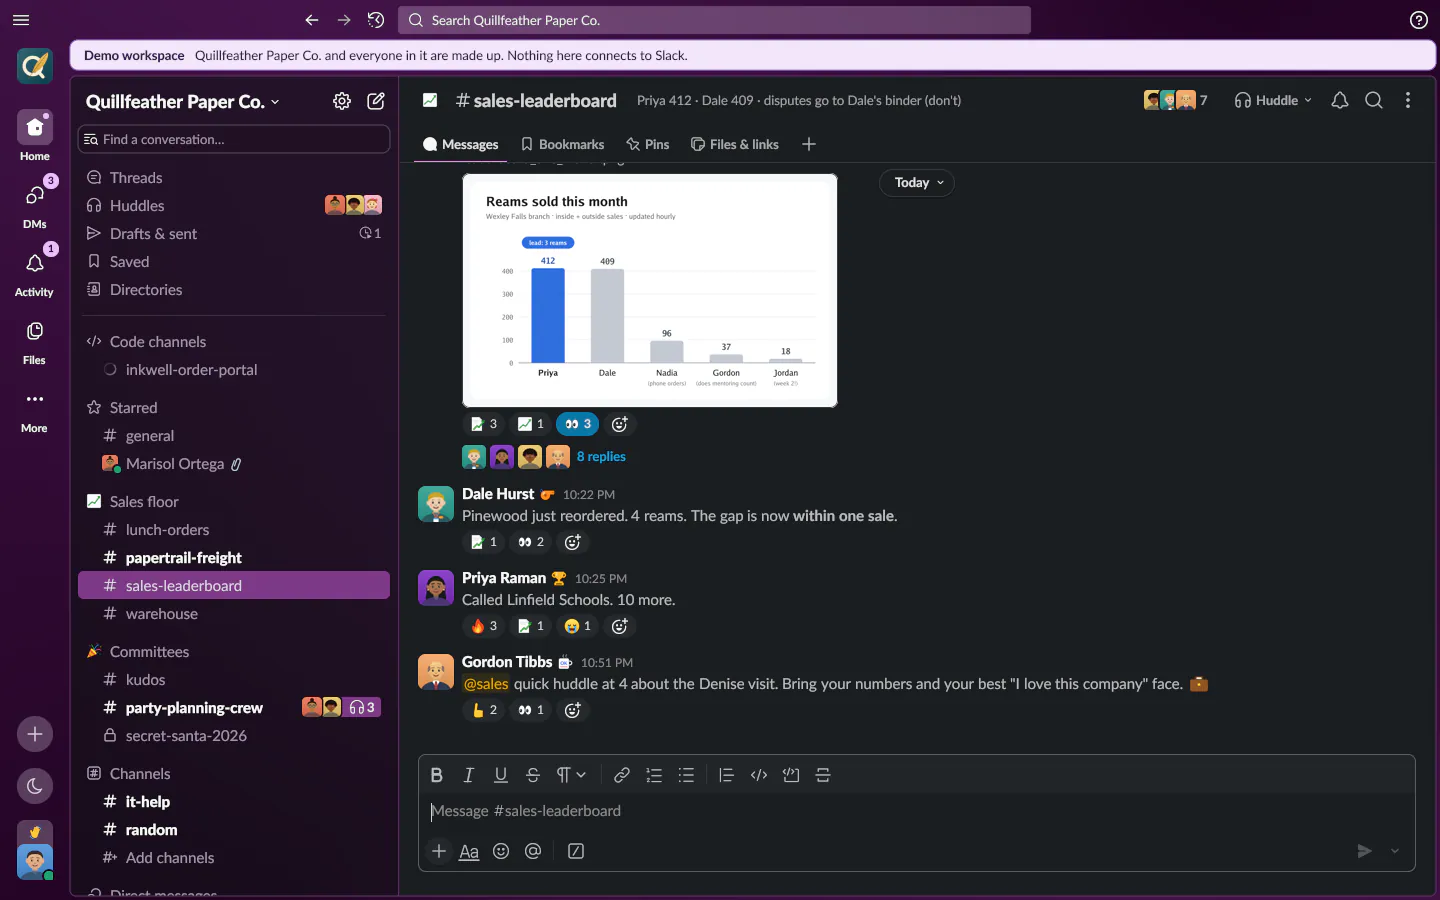 Search Quillfeather Paper Co.
Demo workspace Quillfeather Paper Co. and everyone in it are made up. Nothing here connects to Slack.
Home
3
DMs
1
Activity
Files
More
Quillfeather Paper Co.
Find a conversation...
Threads
Huddles
Drafts & sent 1
Saved
Directories
Code channels
inkwell-order-portal
Starred
general
Marisol Ortega
Sales floor
lunch-orders
papertrail-freight
sales-leaderboard
warehouse
Committees
kudos
party-planning-crew 3
secret-santa-2026
Channels
it-help
random
Add channels
Direct messages
# sales-leaderboard Priya 412 · Dale 409 · disputes go to Dale's binder (don't) 7 Huddle
Messages Bookmarks Pins Files & links
Today
Reams sold this month
Wexley Falls branch · inside + outside sales · updated hourly
lead: 3 reams
412 409 96 37 18
400
300
200
100
0
Priya Dale Nadia Gordon Jordan
(phone orders) (does mentoring count) (week 2!)
3 1 3
8 replies
Dale Hurst 10:22 PM
Pinewood just reordered. 4 reams. The gap is now within one sale.
1 2
Priya Raman 10:25 PM
Called Linfield Schools. 10 more.
3 1 1
Gordon Tibbs 10:51 PM
@sales quick huddle at 4 about the Denise visit. Bring your numbers and your best "I love this company" face.
2 1
Message #sales-leaderboard
Aa